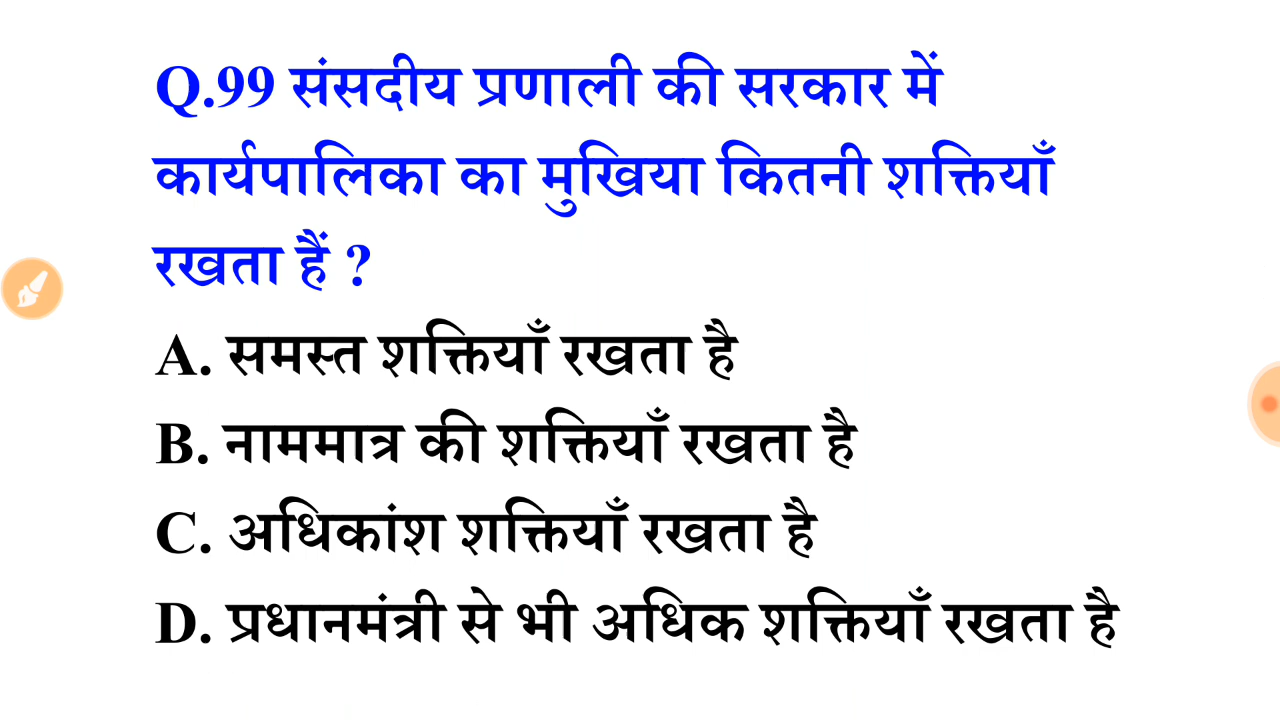 Q.99 संसदीय प्रणाली की सरकार में
कार्यपालिका का मुखिया कितनी शक्तियाँ
रखता हैं ?
A. समस्त शक्तियाँ रखता है
B. नाममात्र की शक्तियाँ रखता है
C. अधिकांश शक्तियाँ रखता है
D. प्रधानमंत्री से भी अधिक शक्तियाँ रखता है